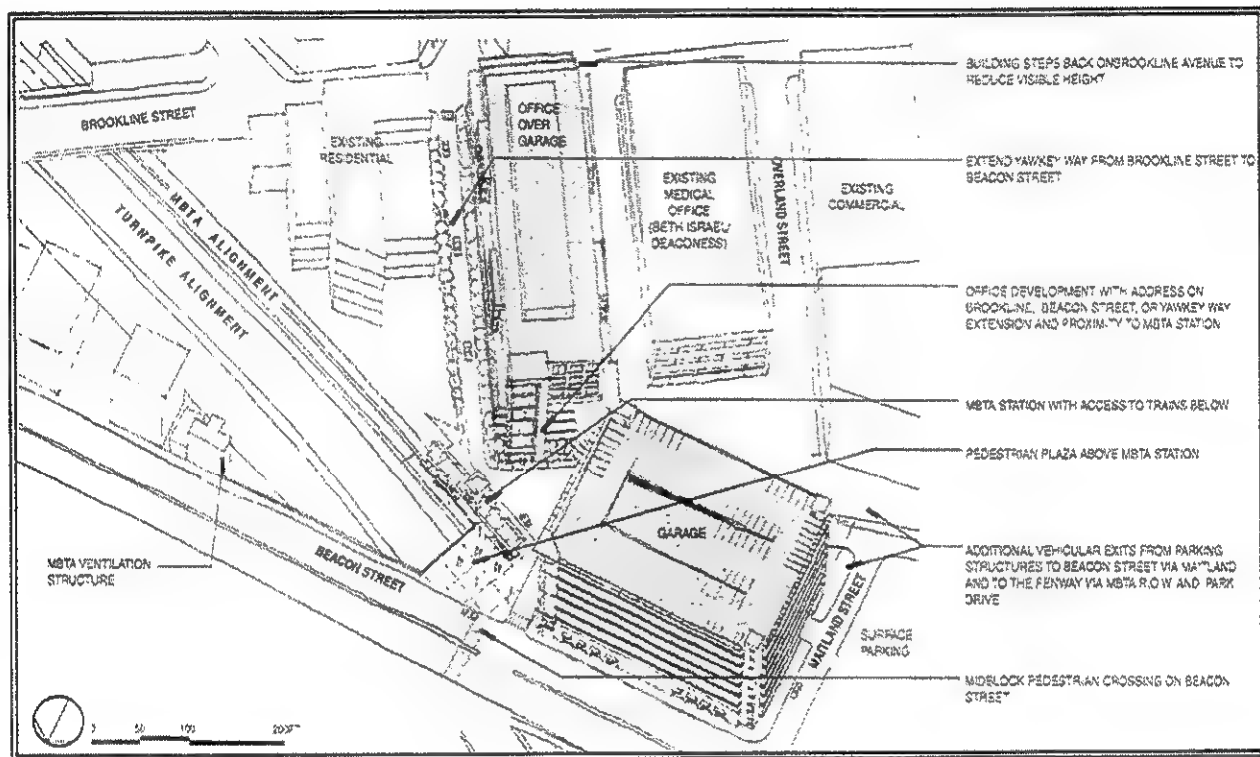 BROOKLINE STREET
MBTA ALIGNMENT
TURNPIKE ALIGNMENT
EXISTING
RESIDENTIAL
OFFICE
OVER
GARAGE
EXISTING
MEDICAL
OFFICE
(BETH ISRAEL/
DEACONESS)
OVERLAND STREET
EXISTING
COMMERCIAL
BUILDING STEPS BACK ON BROOKLINE AVENUE TO
REDUCE VISIBLE HEIGHT
EXTEND YAWKEY WAY FROM BROOKLINE STREET TO
BEACON STREET
OFFICE DEVELOPMENT WITH ADDRESS ON
BROOKLINE, BEACON STREET, OR YAWKEY WAY
EXTENSION AND PROXIMITY TO MBTA STATION
MBTA STATION WITH ACCESS TO TRAINS BELOW
PEDESTRIAN PLAZA ABOVE MBTA STATION
GARAGE
ADDITIONAL VEHICULAR EXITS FROM PARKING
STRUCTURES TO BEACON STREET VIA MAITLAND
AND TO THE FENWAY VIA MBTA R.O.W. AND PARK
DRIVE
MBTA VENTILATION
STRUCTURE
BEACON STREET
MAITLAND STREET
SURFACE
PARKING
MIDBLOCK PEDESTRIAN CROSSING ON BEACON
STREET
0 50 100 200FT